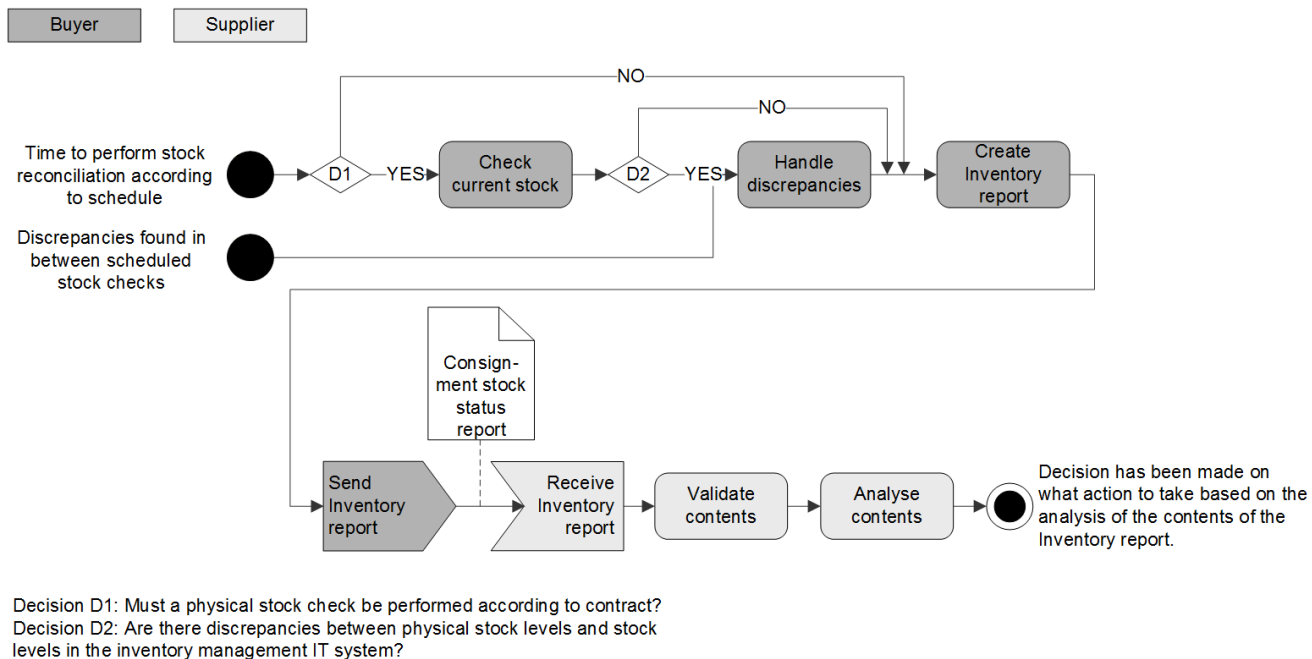 Buyer
Supplier
NO
NO
Time to perform stock
reconciliation according
to schedule
D1
YES
Check
current stock
D2
YES
Handle
discrepancies
Create
Inventory
report
Discrepancies found in
between scheduled
stock checks
Consign-
ment stock
status
report
Send
Inventory
report
Receive
Inventory
report
Validate
contents
Analyse
contents
Decision has been made on
what action to take based on the
analysis of the contents of the
Inventory report.
Decision D1: Must a physical stock check be performed according to contract?
Decision D2: Are there discrepancies between physical stock levels and stock
levels in the inventory management IT system?